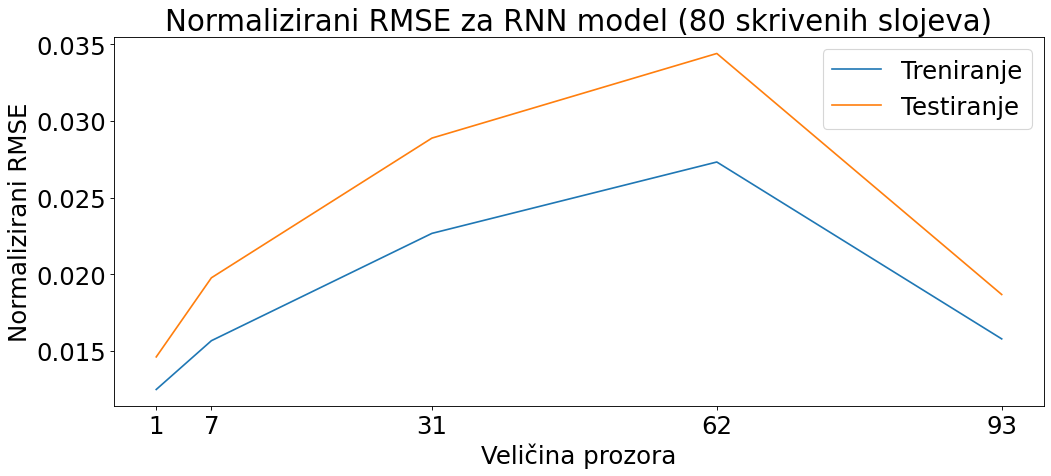 Normalizirani RMSE za RNN model (80 skrivenih slojeva)
0.035
0.030
0.025
0.020
0.015
Normalizirani RMSE
Treniranje
Testiranje
1 7 31 62 93
Veličina prozora